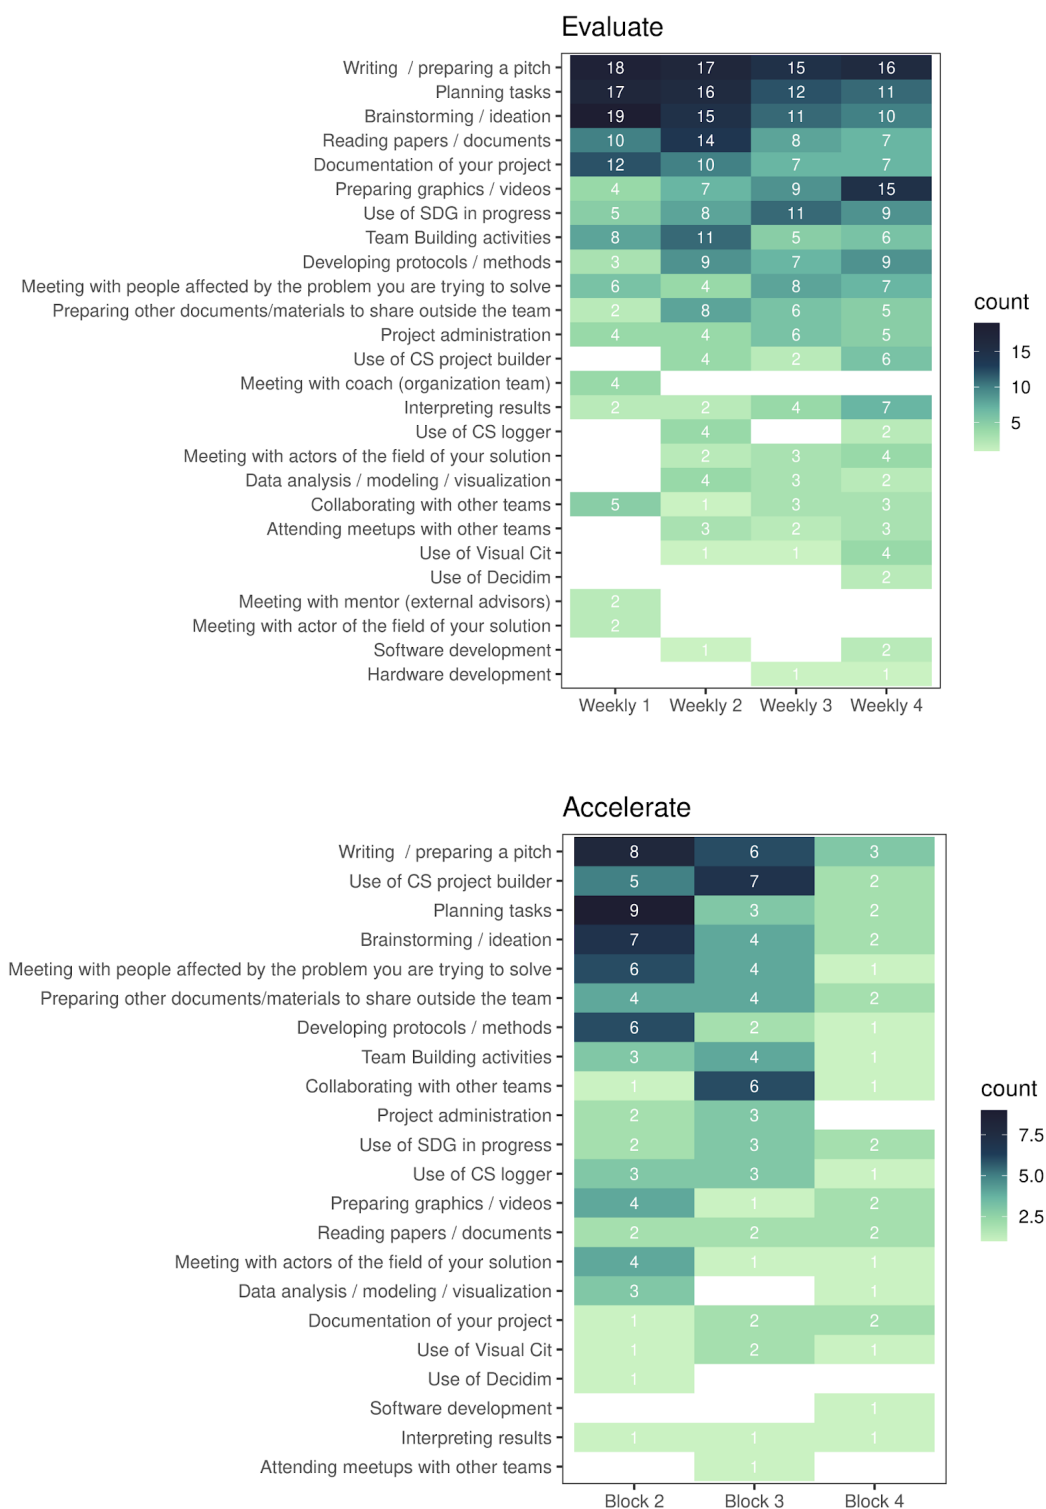 Evaluate
Writing / preparing a pitch 18 17 15 16
Planning tasks 17 16 12 11
Brainstorming / ideation 19 15 11 10
Reading papers / documents 10 14 8 7
Documentation of your project 12 10 7 7
Preparing graphics / videos 4 7 9 15
Use of SDG in progress 5 8 11 9
Team Building activities 8 11 5 6
Developing protocols / methods 3 9 7 9
Meeting with people affected by the problem you are trying to solve 6 4 8 7
Preparing other documents/materials to share outside the team 2 8 6 5
Project administration 4 4 6 5
Use of CS project builder 4 2 6
Meeting with coach (organization team) 4
Interpreting results 2 2 4 7
Use of CS logger 4 2
Meeting with actors of the field of your solution 2 3 4
Data analysis / modeling / visualization 4 3 2
Collaborating with other teams 5 1 3 3
Attending meetups with other teams 3 2 3
Use of Visual Cit 1 1 4
Use of Decidim 2
Meeting with mentor (external advisors) 2
Meeting with actor of the field of your solution 2
Software development 1 2
Hardware development 1 1
Weekly 1 Weekly 2 Weekly 3 Weekly 4
count
15
10
5
Accelerate
Writing / preparing a pitch 8 6 3
Use of CS project builder 5 7 2
Planning tasks 9 3 2
Brainstorming / ideation 7 4 2
Meeting with people affected by the problem you are trying to solve 6 4 1
Preparing other documents/materials to share outside the team 4 4 2
Developing protocols / methods 6 2 1
Team Building activities 3 4 1
Collaborating with other teams 1 6 1
Project administration 2 3
Use of SDG in progress 2 3 2
Use of CS logger 3 3 1
Preparing graphics / videos 4 1 2
Reading papers / documents 2 2 2
Meeting with actors of the field of your solution 4 1 1
Data analysis / modeling / visualization 3 1
Documentation of your project 1 2 2
Use of Visual Cit 1 2 1
Use of Decidim 1
Software development 1
Interpreting results 1 1 1
Attending meetups with other teams 1
Block 2 Block 3 Block 4
count
7.5
5.0
2.5